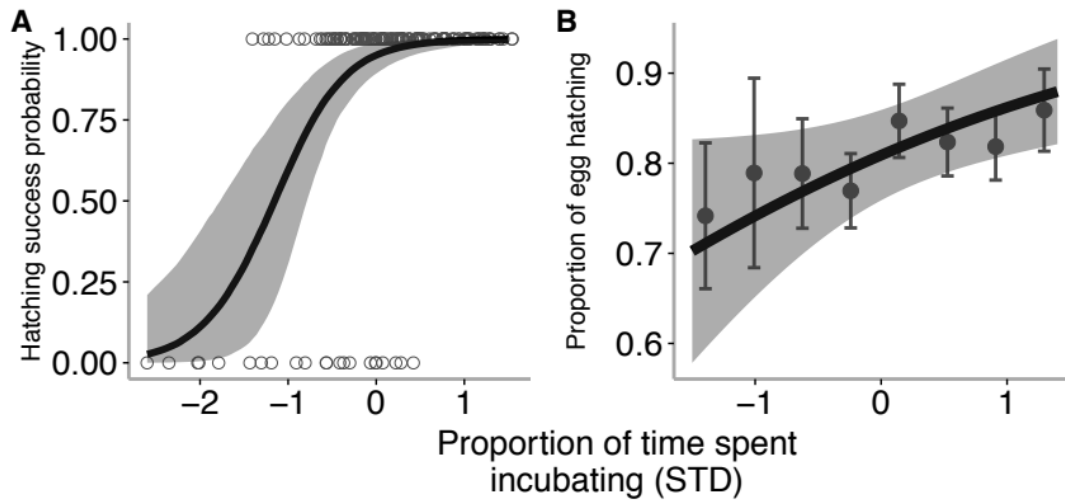 A
Hatching success probability
1.00
0.75
0.50
0.25
0.00
−2
−1
0
1
B
Proportion of egg hatching
0.9
0.8
0.7
0.6
−1
0
1
Proportion of time spent
incubating (STD)